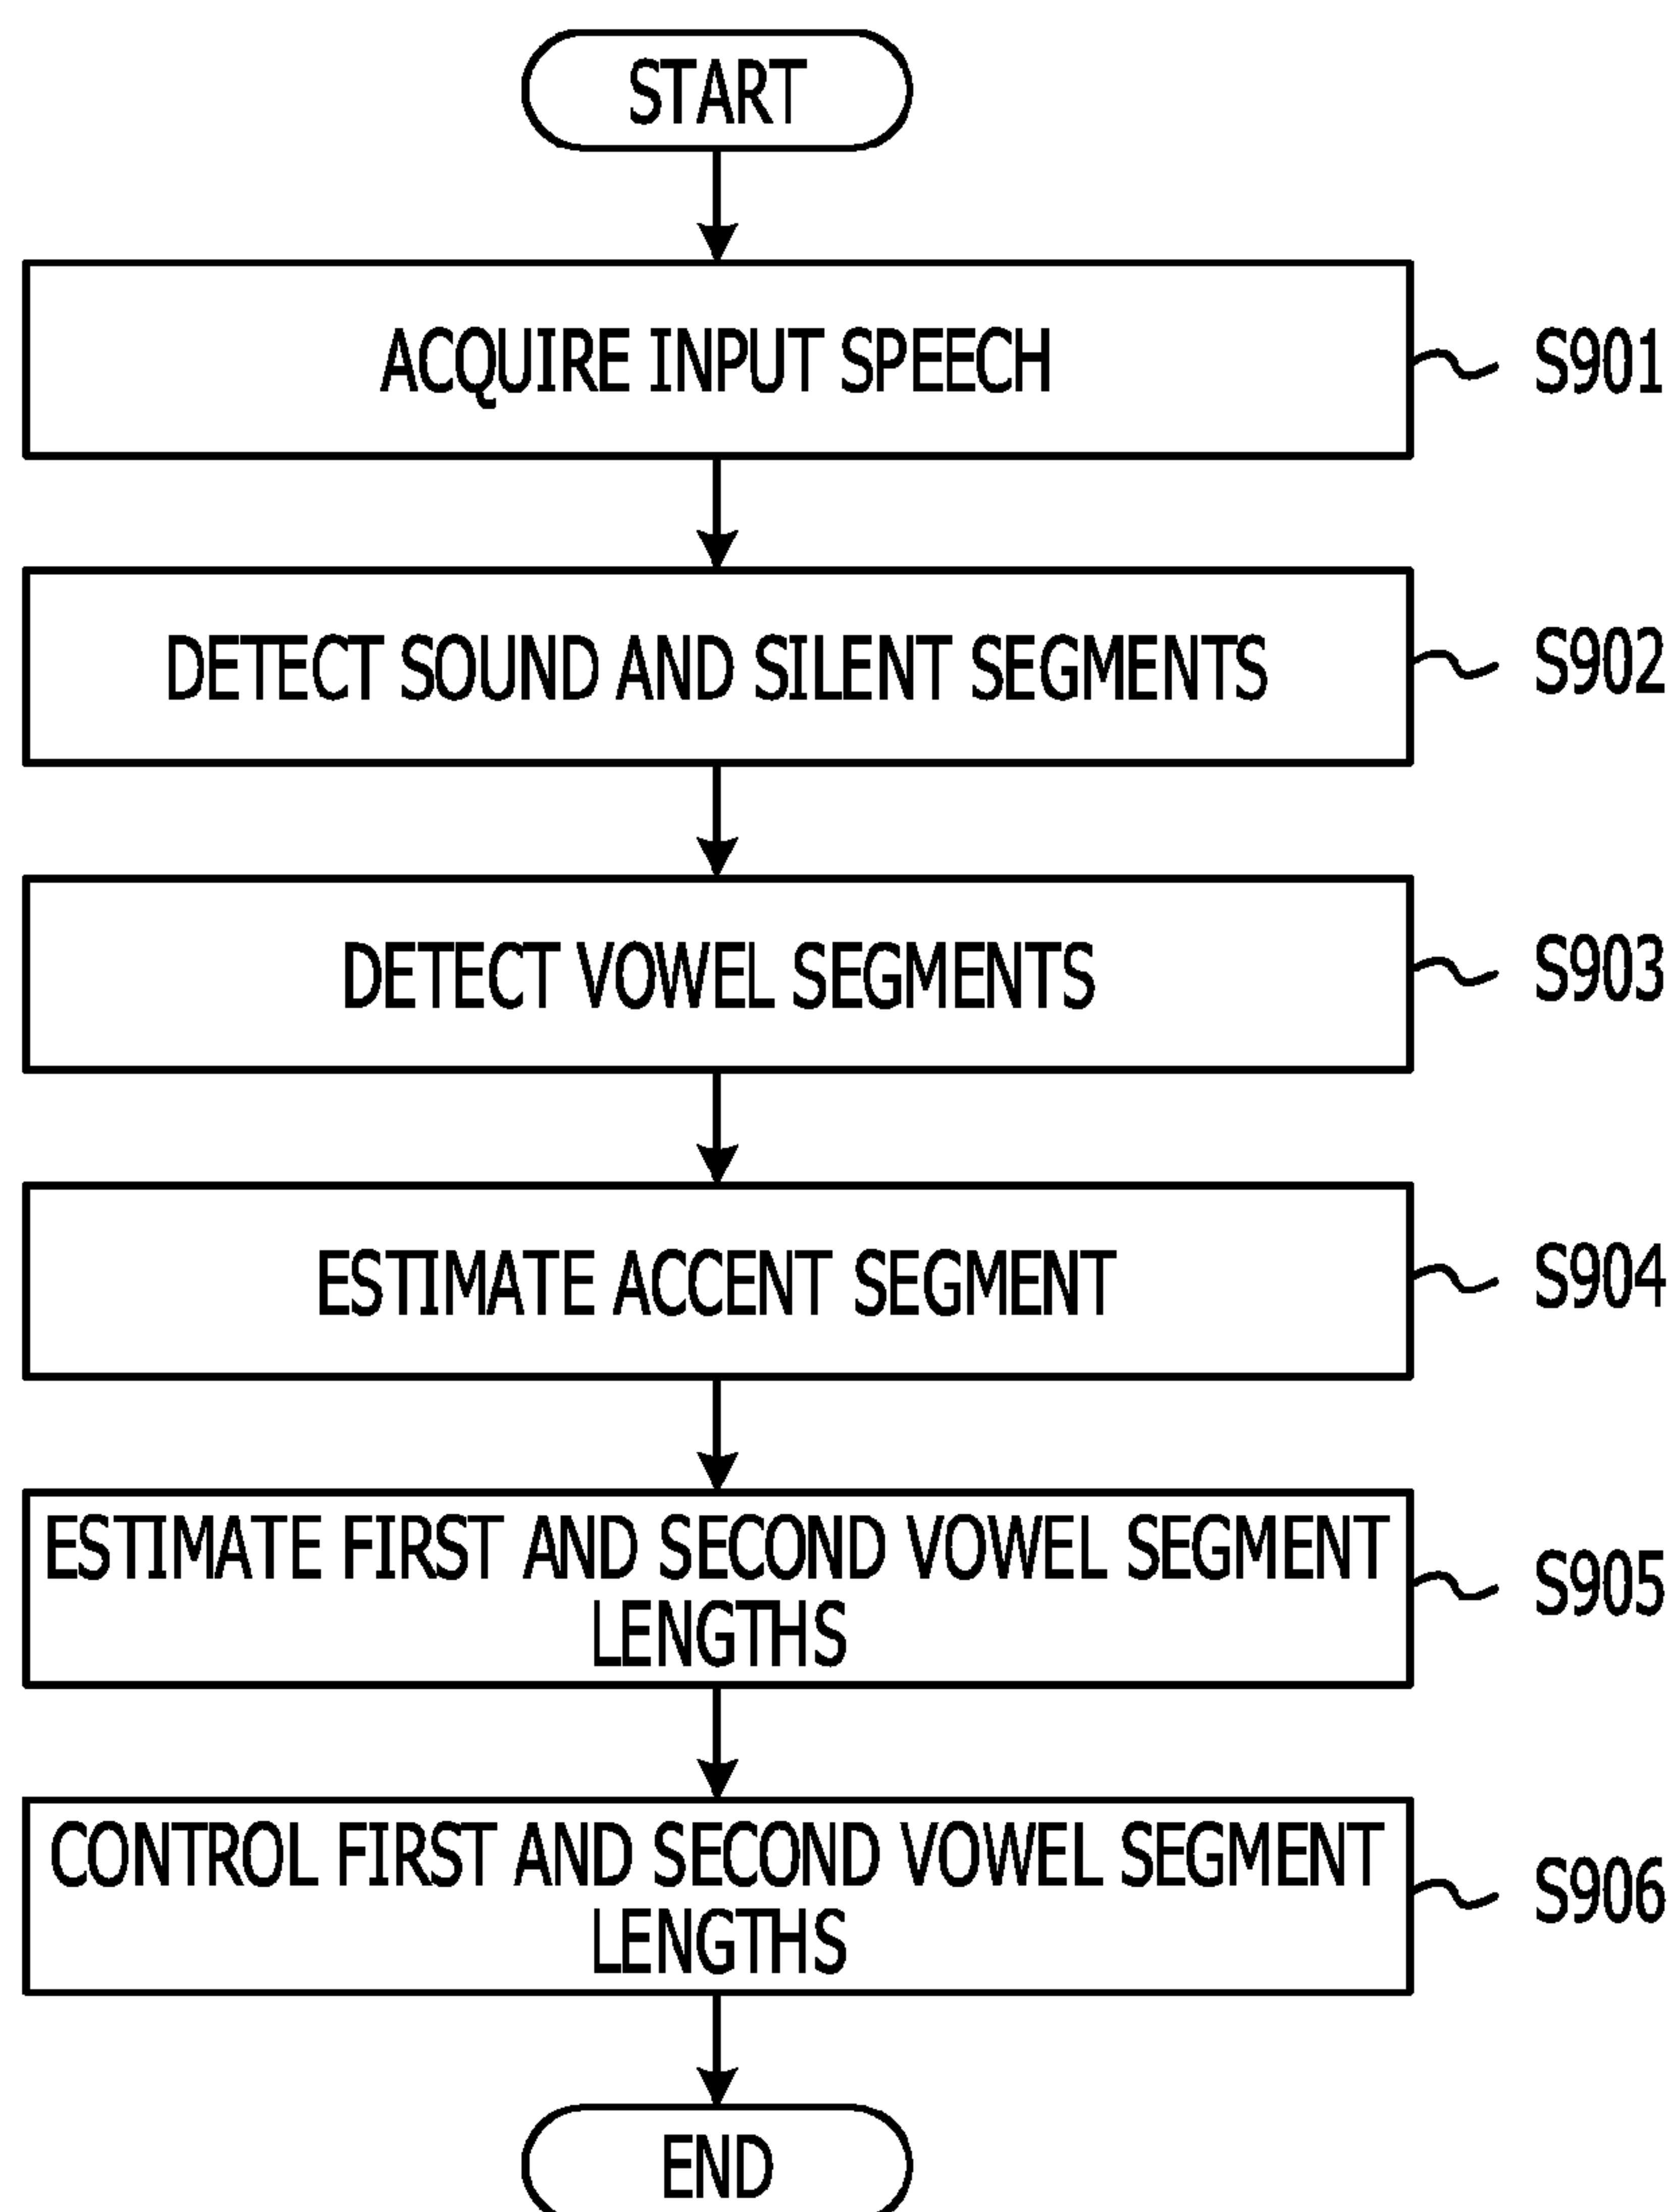 START
ACQUIRE INPUT SPEECH
S901
DETECT SOUND AND SILENT SEGMENTS
S902
DETECT VOWEL SEGMENTS
S903
ESTIMATE ACCENT SEGMENT
S904
ESTIMATE FIRST AND SECOND VOWEL SEGMENT
LENGTHS
S905
CONTROL FIRST AND SECOND VOWEL SEGMENT
LENGTHS
S906
END